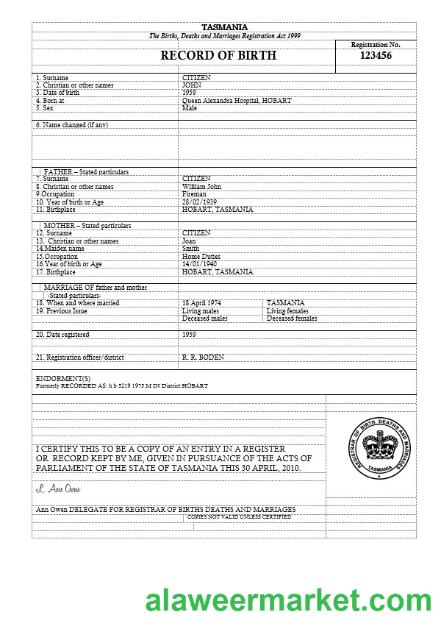 TASMANIA
The Births, Deaths and Marriages Registration Act 1999
Registration No.
RECORD OF BIRTH 123456
1. Surname CITIZEN
2. Christian or other names JOHN
3. Date of birth 1959
4. Born at Queen Alexandra Hospital, HOBART
5. Sex Male
6. Name changed (if any)
FATHER – Stated particulars
7. Surname CITIZEN
8. Christian or other names William John
9.Occupation Fireman
10. Year of birth or Age 28/02/1939
11. Birthplace HOBART, TASMANIA
MOTHER – Stated particulars
12. Surname CITIZEN
13. Christian or other names Joan
14.Maiden name Smith
15.Occupation Home Duties
16.Year of birth or Age 14/01/1940
17. Birthplace HOBART, TASMANIA
MARRIAGE OF father and mother
-Stated particulars-
18. When and where married 18 April 1974 TASMANIA
19. Previous Issue Living males Living females
Deceased males Deceased females
20. Date registered 1959
21. Registration officer/district R. R. BODEN
ENDORMENT(S)
Formerly RECORDED AS: h b 5219 1975 M IN District HOBART
I CERTIFY THIS TO BE A COPY OF AN ENTRY IN A REGISTER
OR RECORD KEPT BY ME, GIVEN IN PURSUANCE OF THE ACTS OF
PARLIAMENT OF THE STATE OF TASMANIA THIS 30 APRIL, 2010.
REGISTRAR OF BIRTH DEATHS AND MARRIAGES
TASMANIA
L. Ann Owen
Ann Owen DELEGATE FOR REGISTRAR OF BIRTHS DEATHS AND MARRIAGES
COPIES NOT VALID UNLESS CERTIFIED
alaweermarket.com